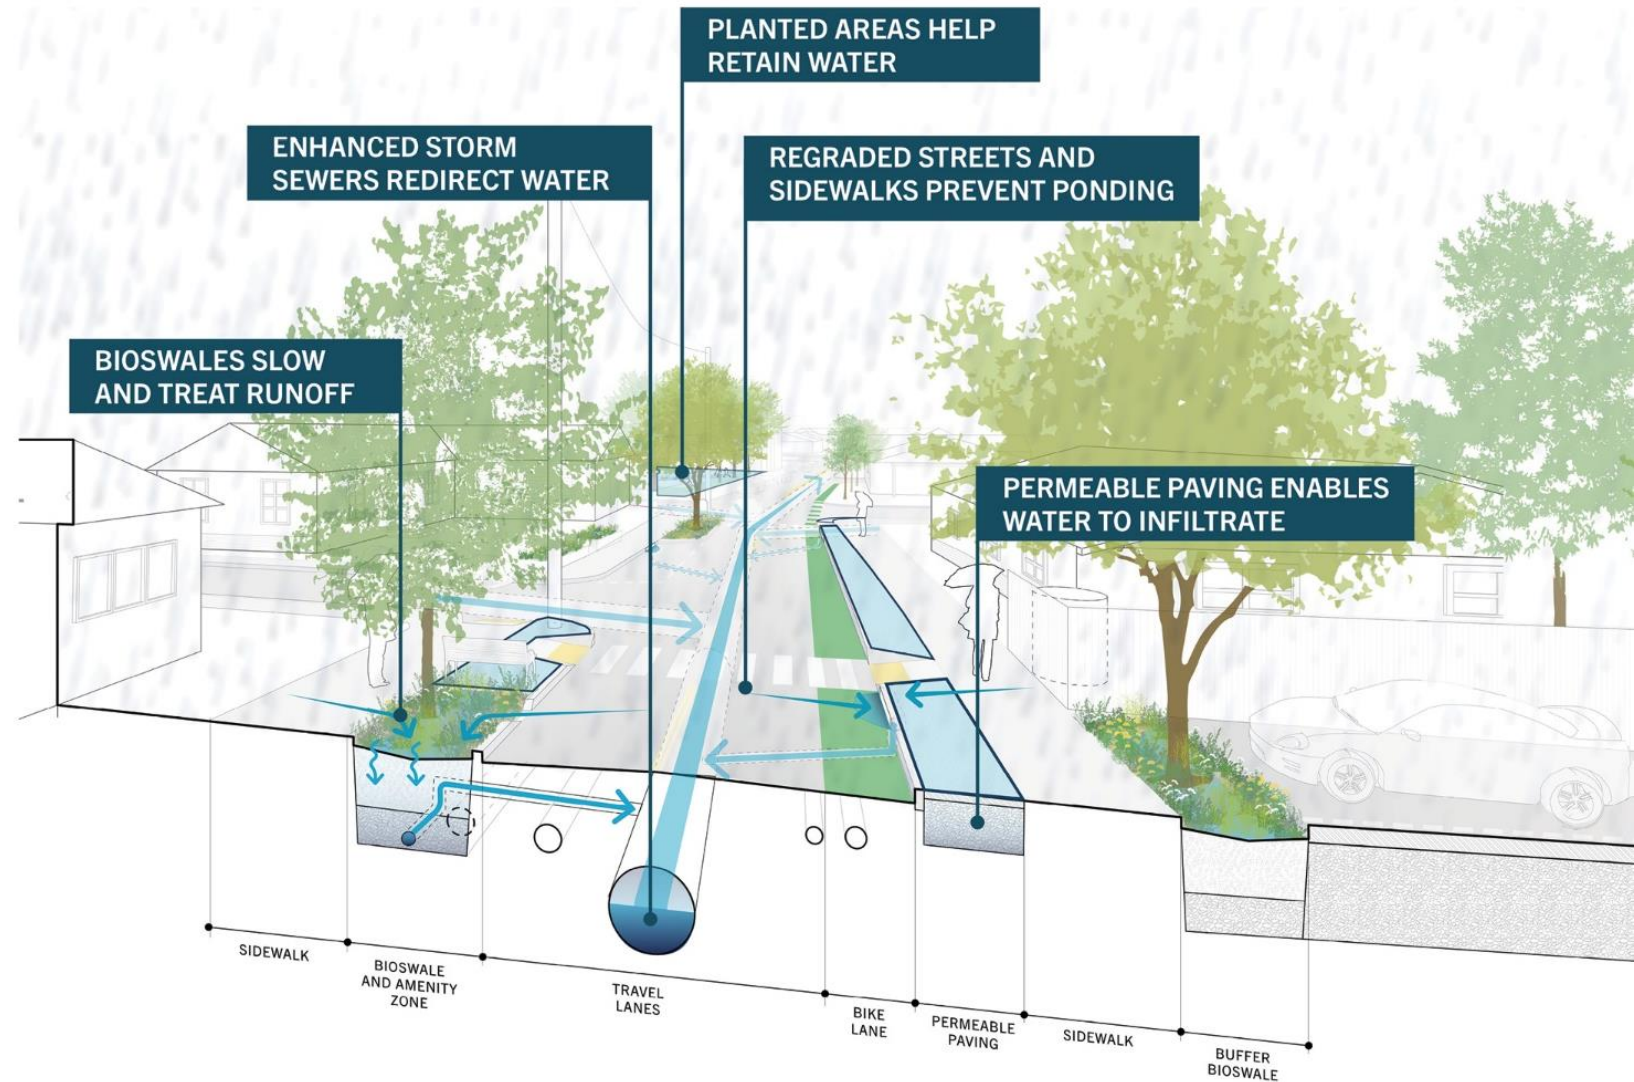 PLANTED AREAS HELP
RETAIN WATER
ENHANCED STORM
SEWERS REDIRECT WATER
REGRADED STREETS AND
SIDEWALKS PREVENT PONDING
BIOSWALES SLOW
AND TREAT RUNOFF
PERMEABLE PAVING ENABLES
WATER TO INFILTRATE
SIDEWALK
BIOSWALE
AND AMENITY
ZONE
TRAVEL
LANES
BIKE
LANE
PERMEABLE
PAVING
SIDEWALK
BUFFER
BIOSWALE